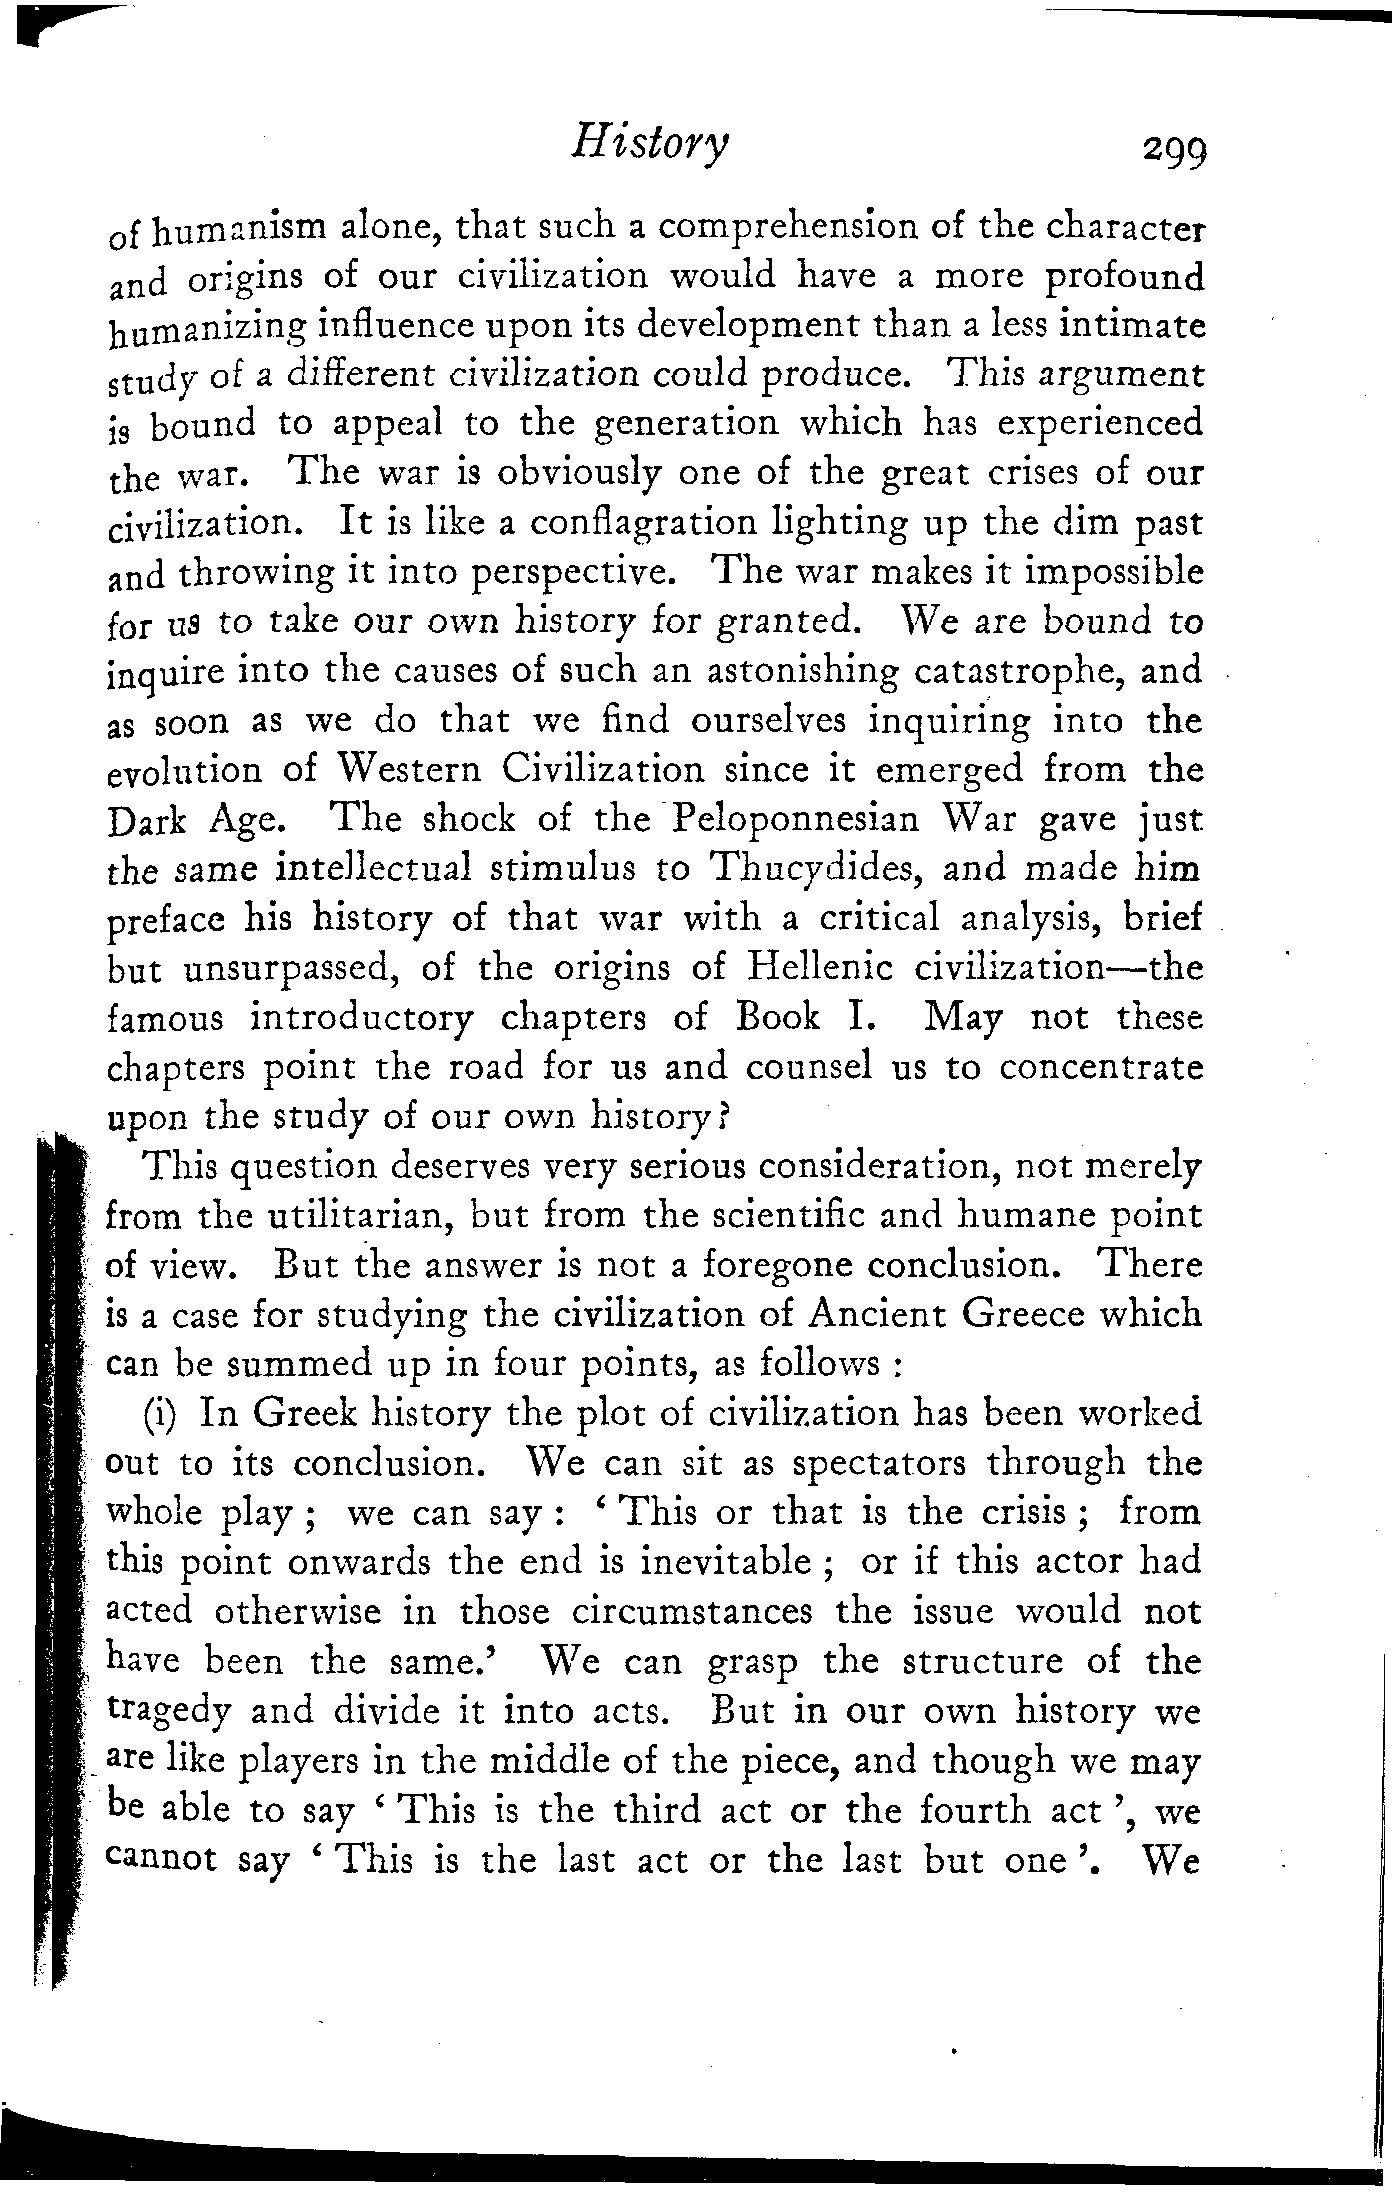 History 299
of humanism alone, that such a comprehension of the character
and origins of our civilization would have a more profound
humanizing influence upon its development than a less intimate
study of a different civilization could produce. This argument
is bound to appeal to the generation which has experienced
the war. The war is obviously one of the great crises of our
civilization. It is like a conflagration lighting up the dim past
and throwing it into perspective. The war makes it impossible
for us to take our own history for granted. We are bound to
inquire into the causes of such an astonishing catastrophe, and
as soon as we do that we find ourselves inquiring into the
evolution of Western Civilization since it emerged from the
Dark Age. The shock of the Peloponnesian War gave just
the same intellectual stimulus to Thucydides, and made him
preface his history of that war with a critical analysis, brief
but unsurpassed, of the origins of Hellenic civilization—the
famous introductory chapters of Book I. May not these
chapters point the road for us and counsel us to concentrate
upon the study of our own history?
This question deserves very serious consideration, not merely
from the utilitarian, but from the scientific and humane point
of view. But the answer is not a foregone conclusion. There
is a case for studying the civilization of Ancient Greece which
can be summed up in four points, as follows :
(i) In Greek history the plot of civilization has been worked
out to its conclusion. We can sit as spectators through the
whole play ; we can say : ‘ This or that is the crisis ; from
this point onwards the end is inevitable ; or if this actor had
acted otherwise in those circumstances the issue would not
have been the same.’ We can grasp the structure of the
tragedy and divide it into acts. But in our own history we
are like players in the middle of the piece, and though we may
be able to say ‘ This is the third act or the fourth act ’, we
cannot say ‘ This is the last act or the last but one ’. We